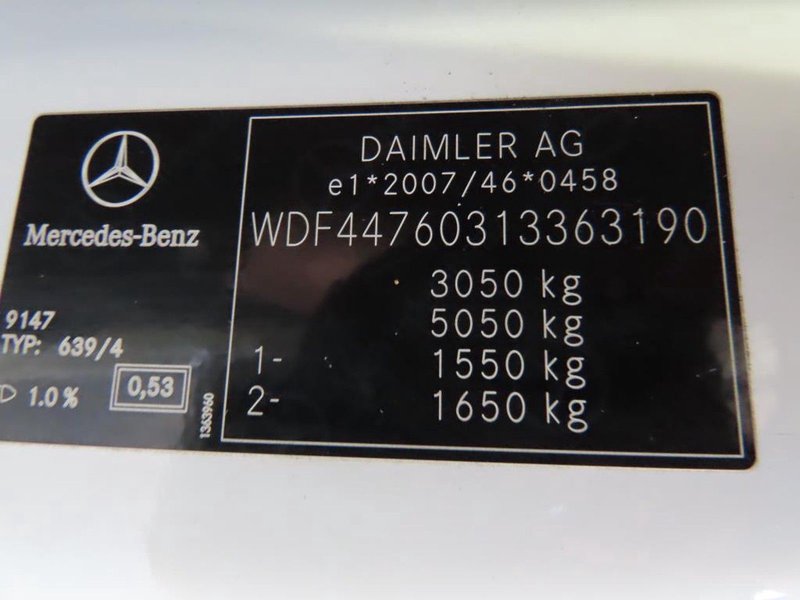 Mercedes-Benz
9147
TYP: 639/4
1.0 %
0,53
1363960
DAIMLER AG
e1*2007/46*0458
WDF44760313363190
3050 kg
5050 kg
1- 1550 kg
2- 1650 kg